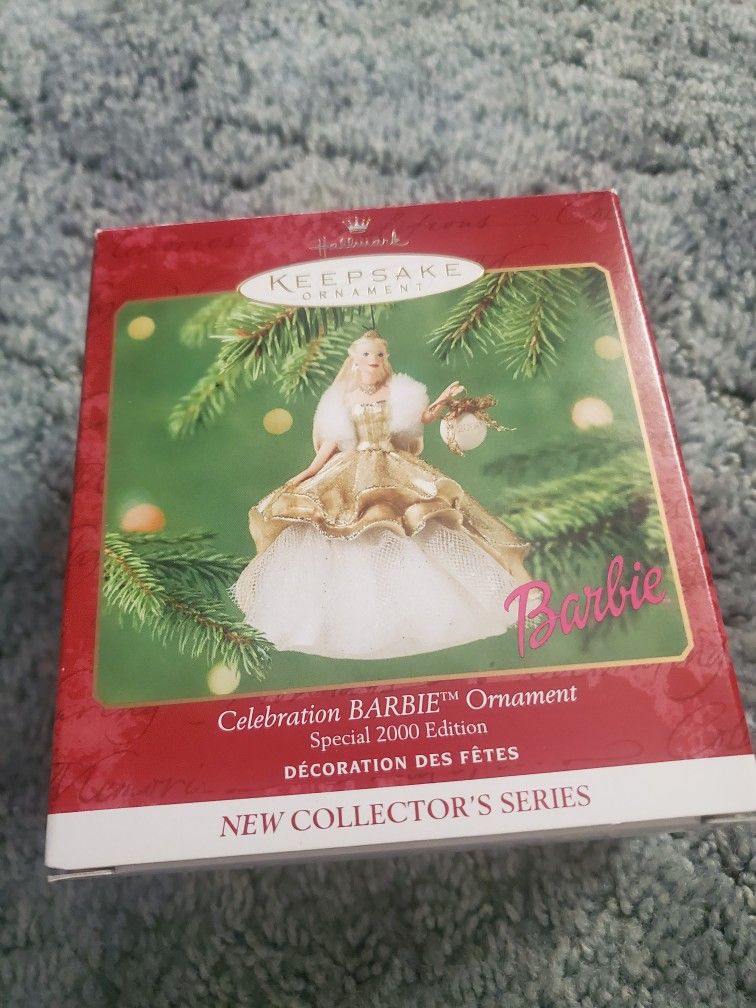 Hallmark
KEEPSAKE
ORNAMENT
Barbie
Celebration BARBIE™ Ornament
Special 2000 Edition
DÉCORATION DES FÊTES
NEW COLLECTOR'S SERIES